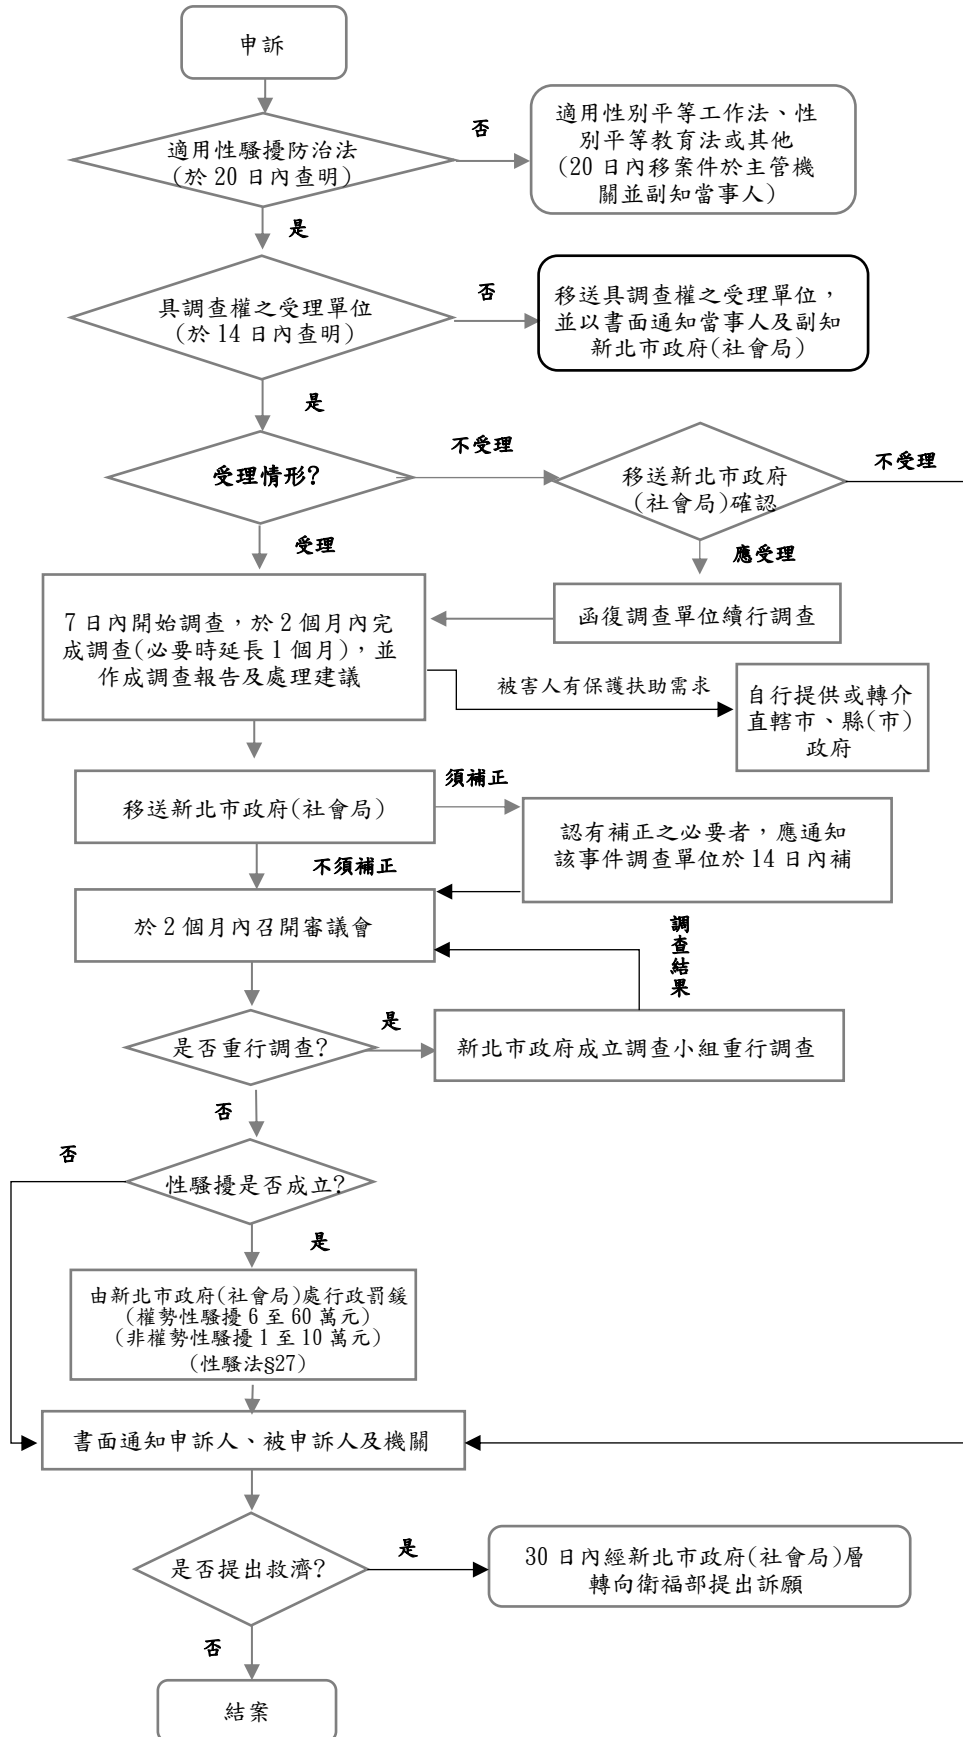 申訴
適用性騷擾防治法
(於 20 日內查明)
否
適用性別平等工作法、性
別平等教育法或其他
(20 日內移案件於主管機
關並副知當事人)
是
具調查權之受理單位
(於 14 日內查明)
否
移送具調查權之受理單位，
並以書面通知當事人及副知
新北市政府(社會局)
是
受理情形?
不受理
移送新北市政府
(社會局)確認
不受理
受理
應受理
函復調查單位續行調查
7 日內開始調查，於 2 個月內完
成調查(必要時延長 1 個月)，並
作成調查報告及處理建議
被害人有保護扶助需求
自行提供或轉介
直轄市、縣(市)
政府
移送新北市政府(社會局)
須補正
認有補正之必要者，應通知
該事件調查單位於 14 日內補
不須補正
於 2 個月內召開審議會
調查結果
是否重行調查?
是
新北市政府成立調查小組重行調查
否
性騷擾是否成立?
否
是
由新北市政府(社會局)處行政罰鍰
(權勢性騷擾 6 至 60 萬元)
(非權勢性騷擾 1 至 10 萬元)
(性騷法§27)
書面通知申訴人、被申訴人及機關
是否提出救濟?
是
30 日內經新北市政府(社會局)層
轉向衛福部提出訴願
否
結案